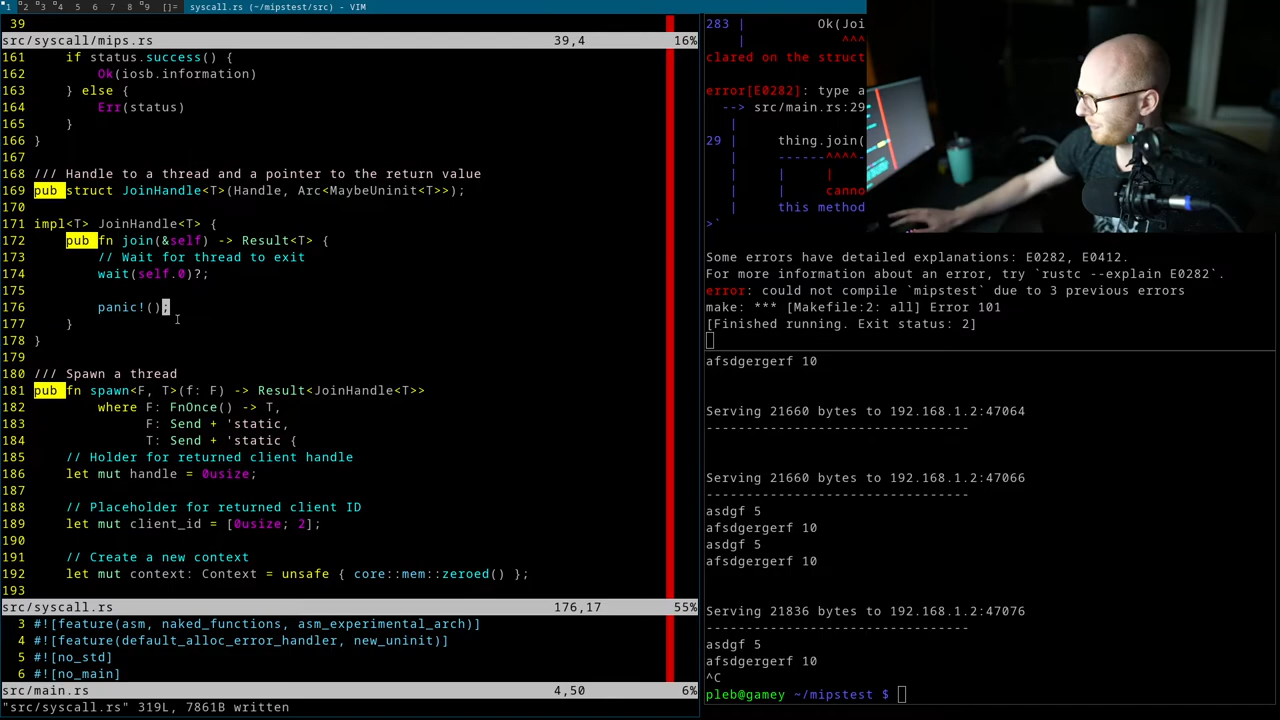 1 2 3 4 5 6 7 8 9 []= syscall.rs (~/mipstest/src) - VIM
39
src/syscall/mips.rs 39,4 16%
161 if status.success() {
162 Ok(iosb.information)
163 } else {
164 Err(status)
165 }
166 }
167
168 /// Handle to a thread and a pointer to the return value
169 pub struct JoinHandle<T>(Handle, Arc<MaybeUninit<T>>);
170
171 impl<T> JoinHandle<T> {
172 pub fn join(&self) -> Result<T> {
173 // Wait for thread to exit
174 wait(self.0)?;
175
176 panic!();
177 }
178 }
179
180 /// Spawn a thread
181 pub fn spawn<F, T>(f: F) -> Result<JoinHandle<T>>
182 where F: FnOnce() -> T,
183 F: Send + 'static,
184 T: Send + 'static {
185 // Holder for returned client handle
186 let mut handle = 0usize;
187
188 // Placeholder for returned client ID
189 let mut client_id = [0usize; 2];
190
191 // Create a new context
192 let mut context: Context = unsafe { core::mem::zeroed() };
193
src/syscall.rs 176,17 55%
3 #![feature(asm, naked_functions, asm_experimental_arch)]
4 #![feature(default_alloc_error_handler, new_uninit)]
5 #![no_std]
6 #![no_main]
src/main.rs 4,50 6%
"src/syscall.rs" 319L, 7861B written
283 | Ok(Joi
| ^^^
clared on the struct
error[E0282]: type a
--> src/main.rs:29
|
29 | thing.join(
| ------^^^^-
| | |
| | canno
| this method
>`
Some errors have detailed explanations: E0282, E0412.
For more information about an error, try `rustc --explain E0282`.
error: could not compile `mipstest` due to 3 previous errors
make: *** [Makefile:2: all] Error 101
[Finished running. Exit status: 2]
afsdgergerf 10
Serving 21660 bytes to 192.168.1.2:47064
---------------------------------
Serving 21660 bytes to 192.168.1.2:47066
---------------------------------
asdgf 5
afsdgergerf 10
asdgf 5
afsdgergerf 10
Serving 21836 bytes to 192.168.1.2:47076
---------------------------------
asdgf 5
afsdgergerf 10
^C
pleb@gamey ~/mipstest $